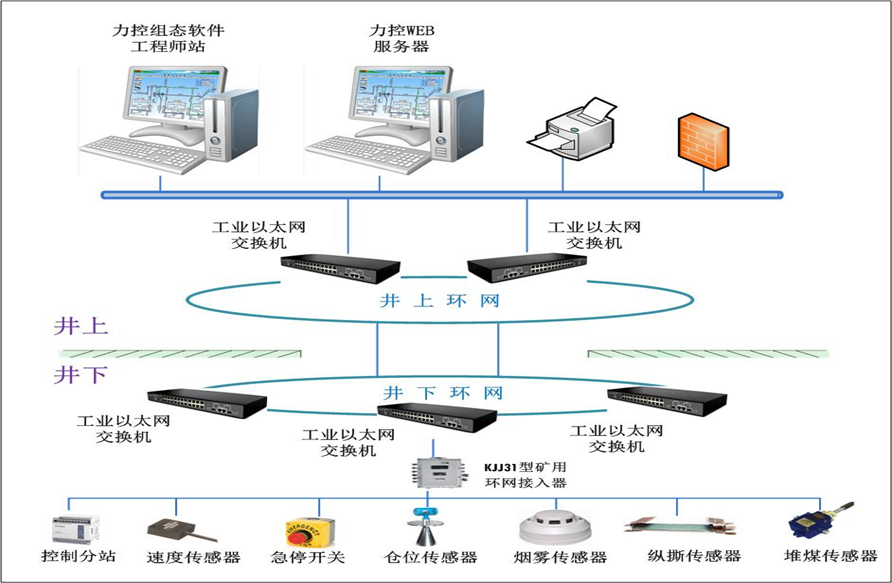 力控组态软件
工程师站
力控WEB
服务器
工业以太网
交换机
工业以太网
交换机
井上环网
井上
井下
井下环网
工业以太网
交换机
工业以太网
交换机
工业以太网
交换机
KJJ31型矿用
环网接入器
EMERGENCY
控制分站
速度传感器
急停开关
仓位传感器
烟雾传感器
纵撕传感器
堆煤传感器